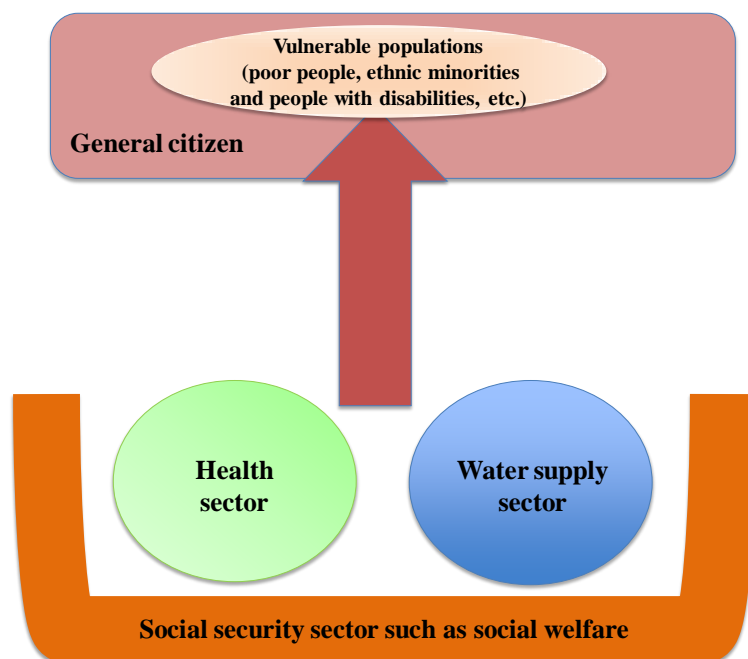 Vulnerable populations
(poor people, ethnic minorities
and people with disabilities, etc.)
General citizen
Health
sector
Water supply
sector
Social security sector such as social welfare